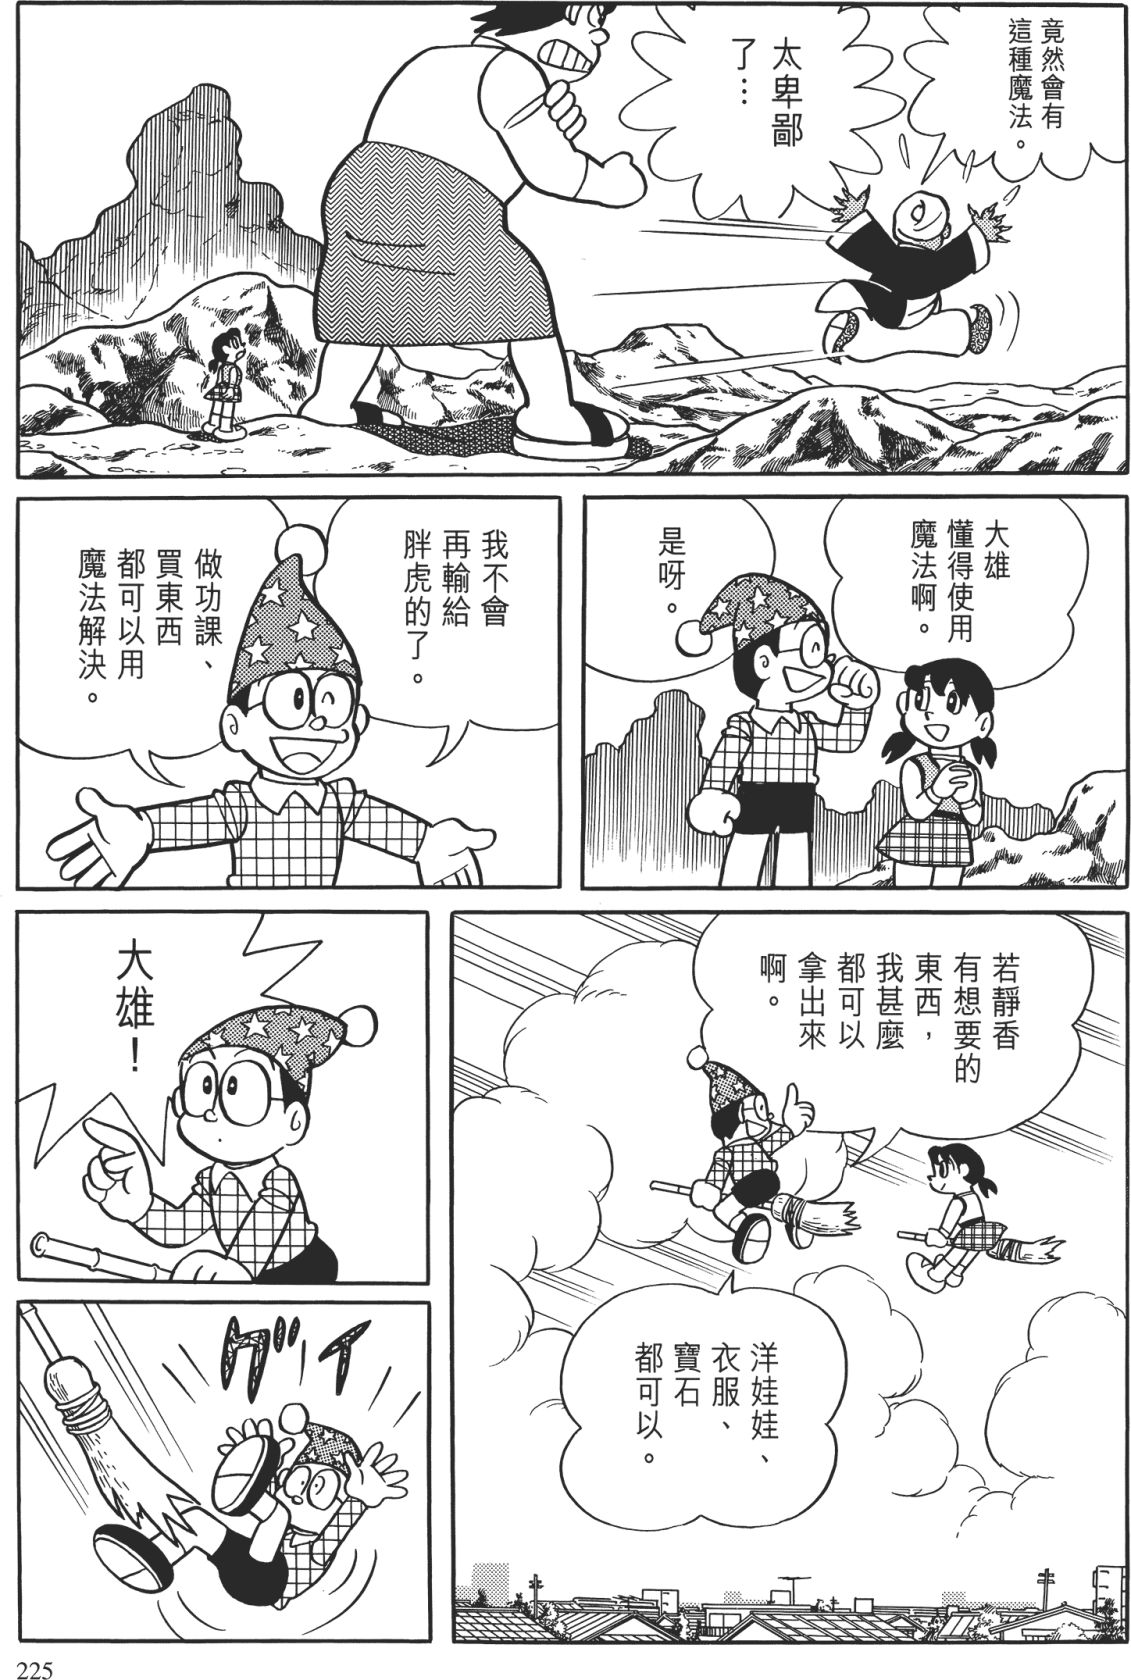 竟然會有
這種魔法。
太卑鄙
了…
大雄
懂得使用
魔法啊。
是呀。
我不會
再輸給
胖虎的了。
做功課、
買東西
都可以用
魔法解決。
若靜香
有想要的
東西，
我甚麼
都可以
拿出來
啊。
洋娃娃、
衣服、
寶石
都可以。
大雄！
グイ
225